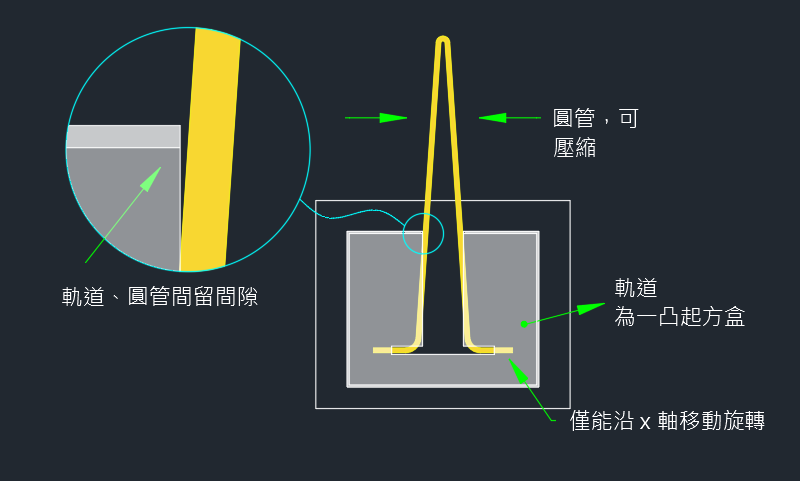 圓管，可
壓縮
軌道、圓管間留間隙
軌道
為一凸起方盒
僅能沿 x 軸移動旋轉